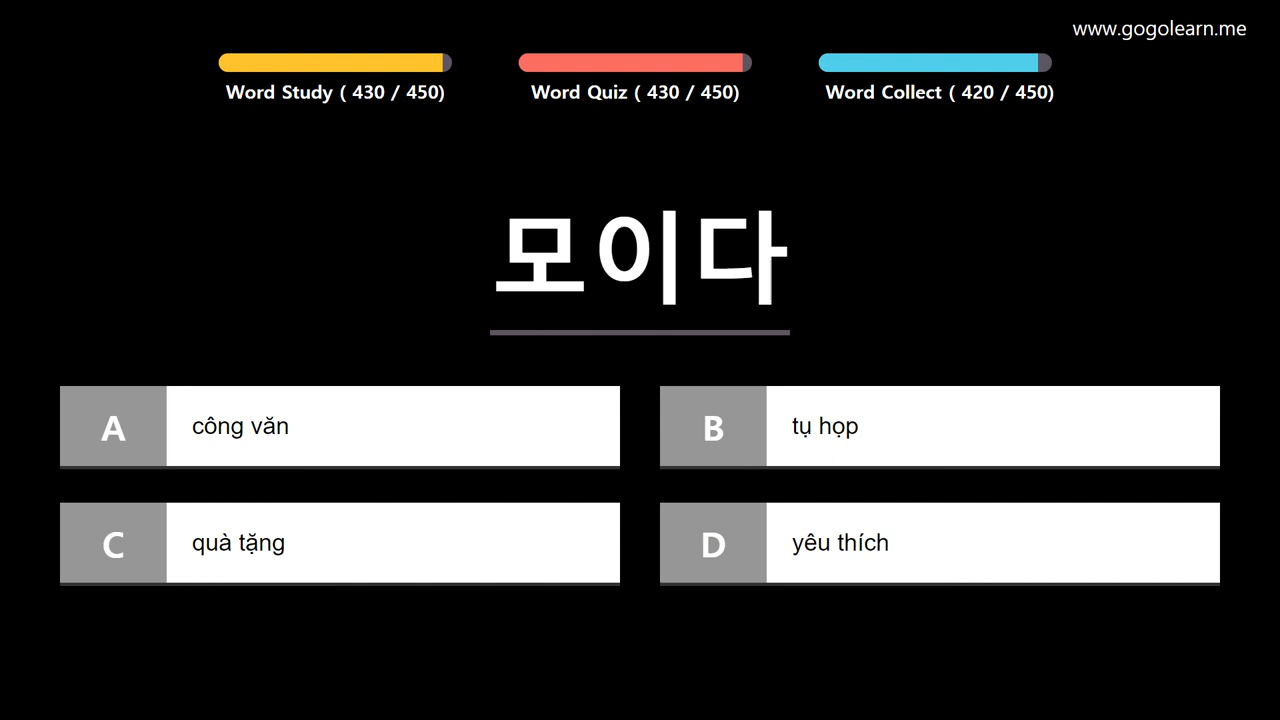 www.gogolearn.me
Word Study ( 430 / 450)
Word Quiz ( 430 / 450)
Word Collect ( 420 / 450)
모이다
A công văn
B tụ họp
C quà tặng
D yêu thích